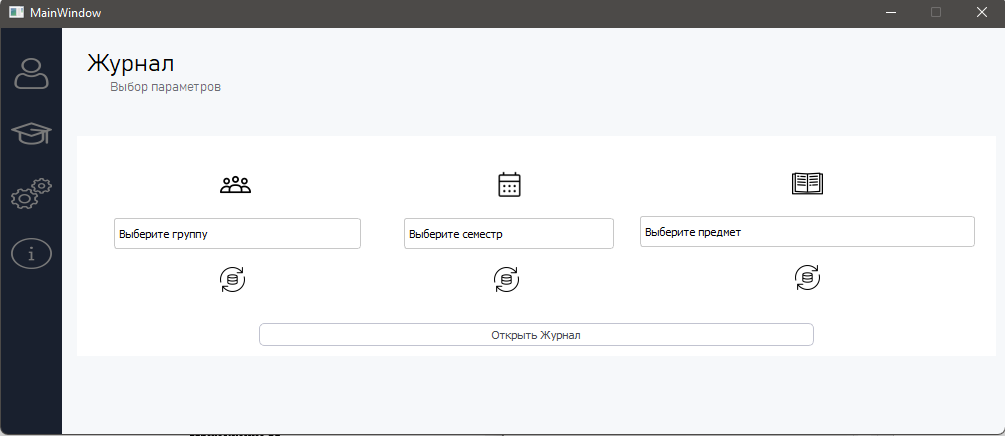 MainWindow
Журнал
Выбор параметров
Выберите группу
Выберите семестр
Выберите предмет
Открыть Журнал